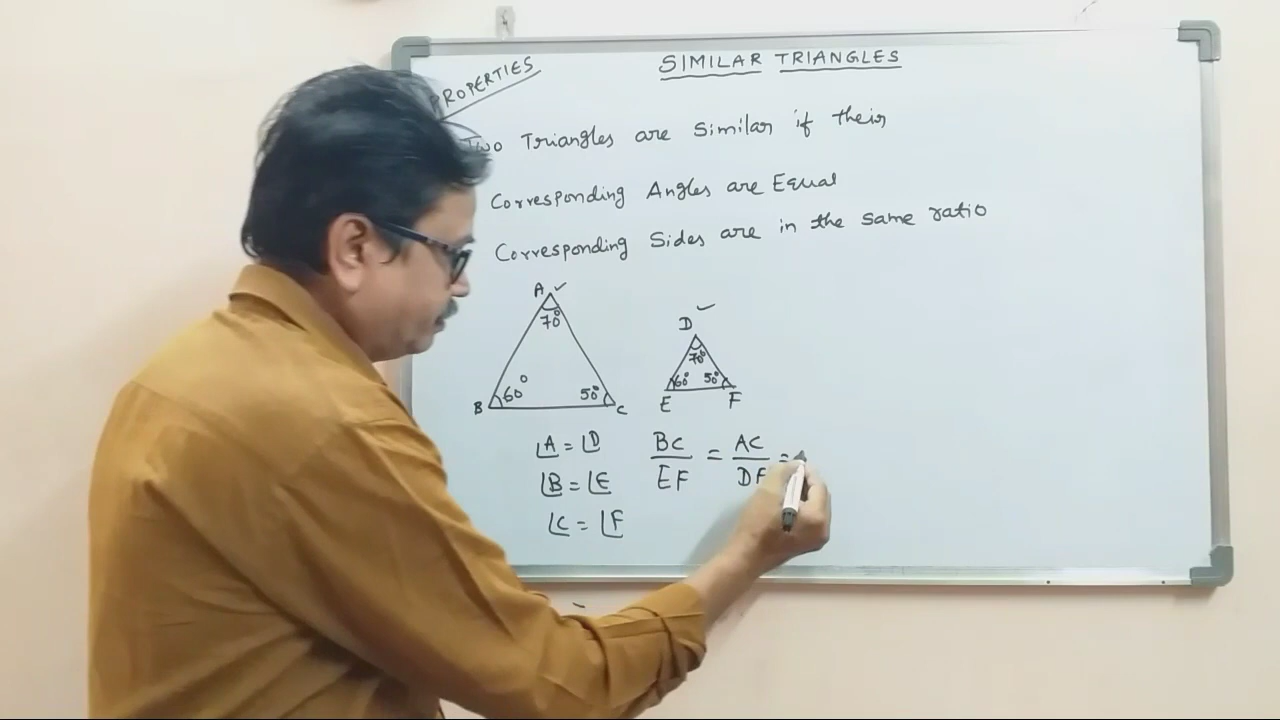 SIMILAR TRIANGLES
PROPERTIES
Two Triangles are Similar if their
Corresponding Angles are Equal
Corresponding Sides are in the same ratio
A ✓
70°
B 60° 50° C
D ✓
70°
60° 50°
E F
∠A = ∠D
∠B = ∠E
∠C = ∠F
BC/EF = AC/DF =